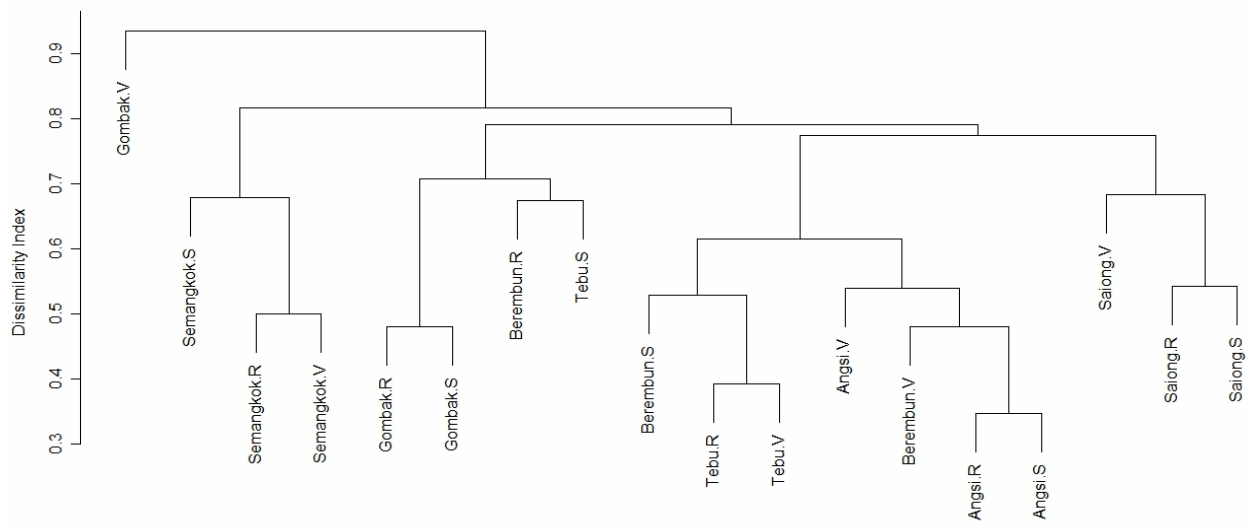 Dissimilarity Index
0.9
0.8
0.7
0.6
0.5
0.4
0.3
Gombak.V
Semangkok.S
Semangkok.R
Semangkok.V
Gombak.R
Gombak.S
Berembun.R
Tebu.S
Berembun.S
Tebu.R
Tebu.V
Angsi.V
Berembun.V
Angsi.R
Angsi.S
Saiong.V
Saiong.R
Saiong.S